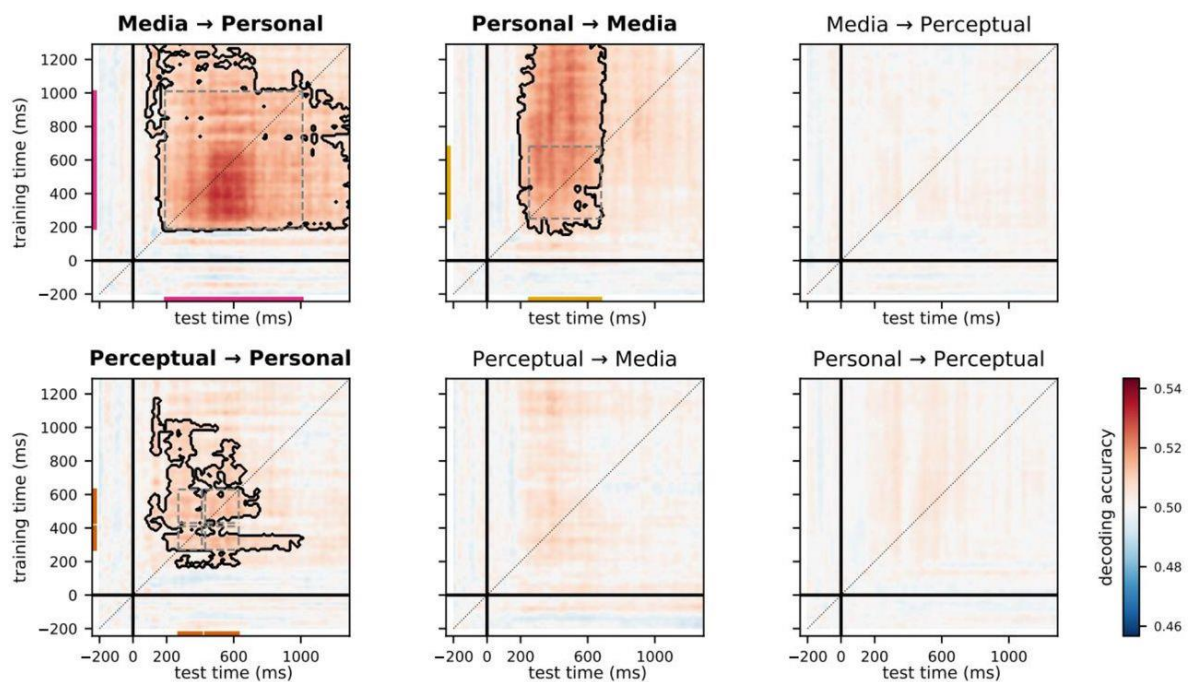 Media → Personal
Personal → Media
Media → Perceptual
training time (ms)
1200
1000
800
600
400
200
0
−200
test time (ms)
test time (ms)
test time (ms)
Perceptual → Personal
Perceptual → Media
Personal → Perceptual
training time (ms)
1200
1000
800
600
400
200
0
−200
−200 0 200 600 1000
−200 0 200 600 1000
−200 0 200 600 1000
test time (ms)
test time (ms)
test time (ms)
decoding accuracy
0.54
0.52
0.50
0.48
0.46